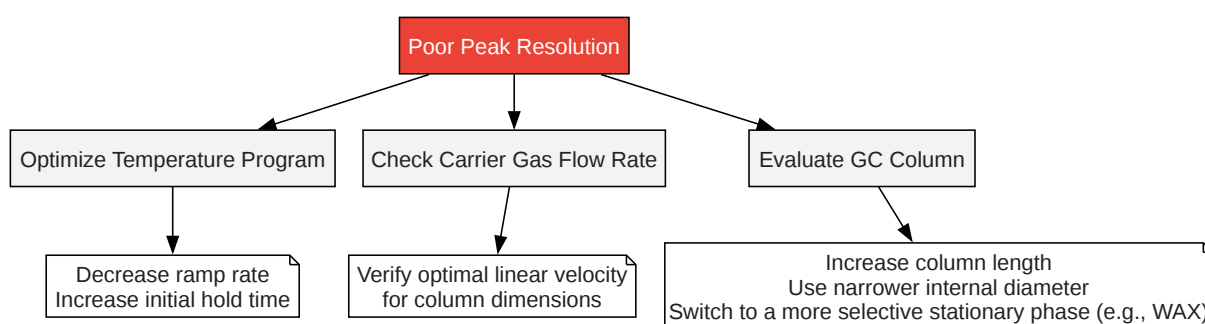 Poor Peak Resolution
Optimize Temperature Program
Check Carrier Gas Flow Rate
Evaluate GC Column
Decrease ramp rate
Increase initial hold time
Verify optimal linear velocity
for column dimensions
Increase column length
Use narrower internal diameter
Switch to a more selective stationary phase (e.g., WAX)